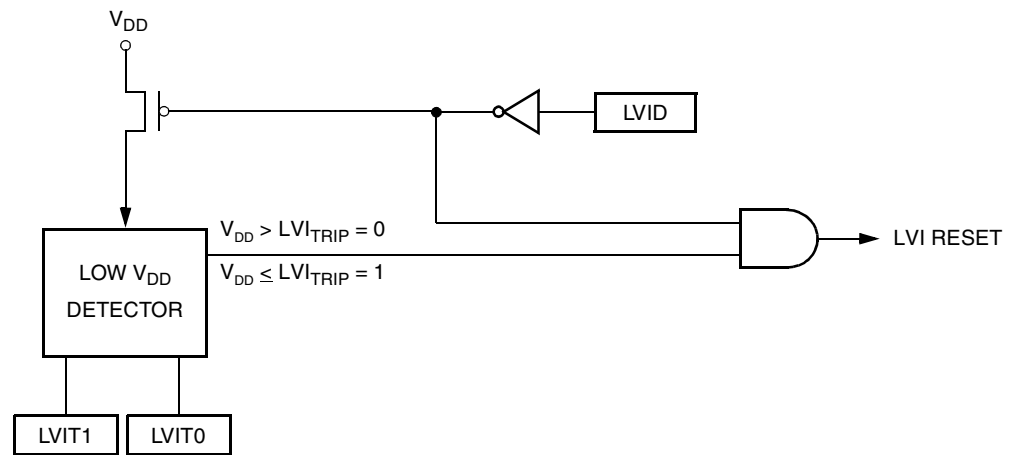 VDD
LVID
VDD > LVITRIP = 0
LVI RESET
LOW VDD
DETECTOR
VDD ≤ LVITRIP = 1
LVIT1
LVIT0